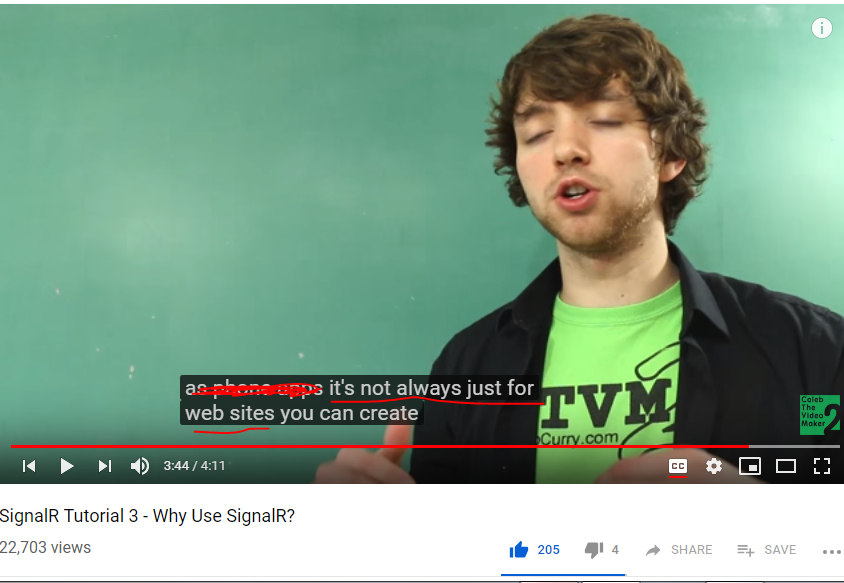 as phone apps it's not always just for
web sites you can create
TVM
Curry.com
Caleb
The
Video
Maker
2
3:44 / 4:11
CC
SignalR Tutorial 3 - Why Use SignalR?
22,703 views
205
4
SHARE
SAVE